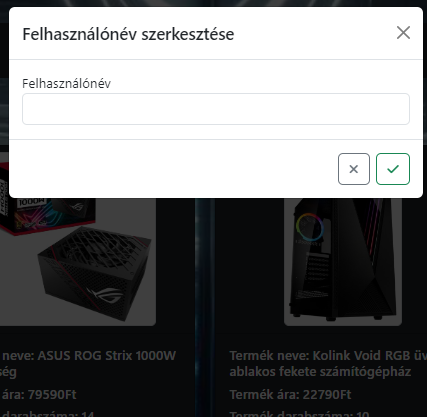 Felhasználónév szerkesztése
Felhasználónév
1000W
neve: ASUS ROG Strix 1000W
ség
ára: 79590Ft
darabszáma: 14
Termék neve: Kolink Void RGB üv
ablakos fekete számítógépház
Termék ára: 22790Ft
Termék darabszáma: 10